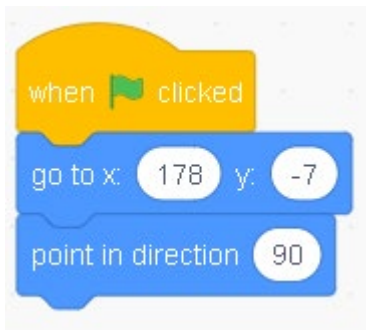 when clicked
go to x: 178 y: -7
point in direction 90